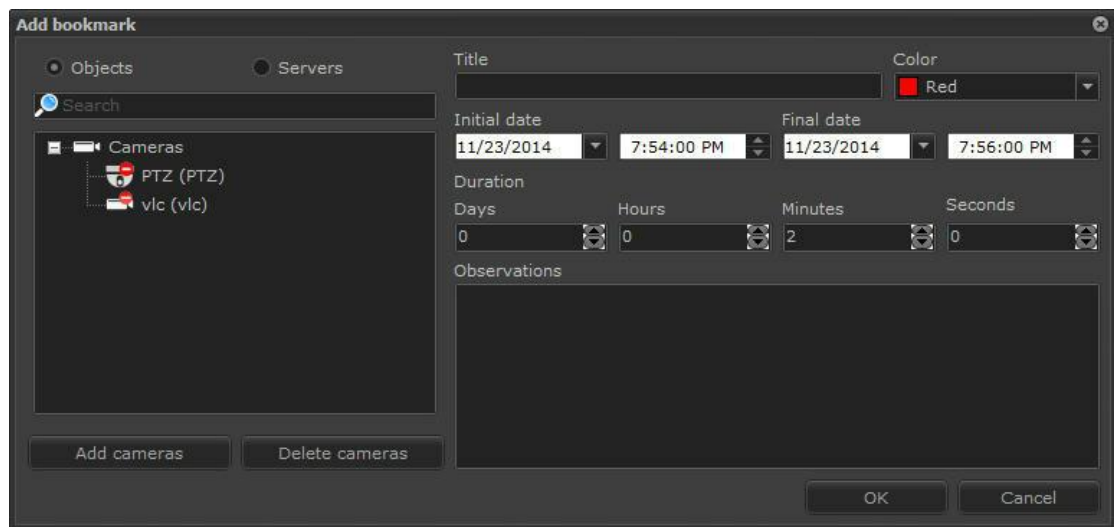 Add bookmark
Objects
Servers
Search
Cameras
PTZ (PTZ)
vlc (vlc)
Add cameras
Delete cameras
Title
Color
Red
Initial date
Final date
11/23/2014
7:54:00 PM
11/23/2014
7:56:00 PM
Duration
Days
Hours
Minutes
Seconds
0
0
2
0
Observations
OK
Cancel